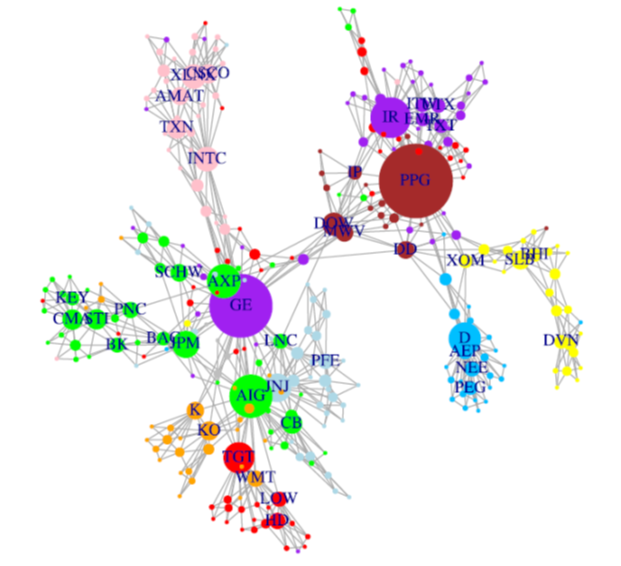 XLNX
CSCO
AMAT
TXN
INTC
IR
ITW
TXT
EMR
IP
PPG
DOW
MWV
DD
XOM
SLB
BHI
SCHW
AXP
GE
KEY
CMA
STI
PNC
BK
BAC
JPM
LNC
PFE
D
AEP
NEE
PEG
DVN
JNJ
AIG
K
KO
CB
TGT
WMT
LOW
HD